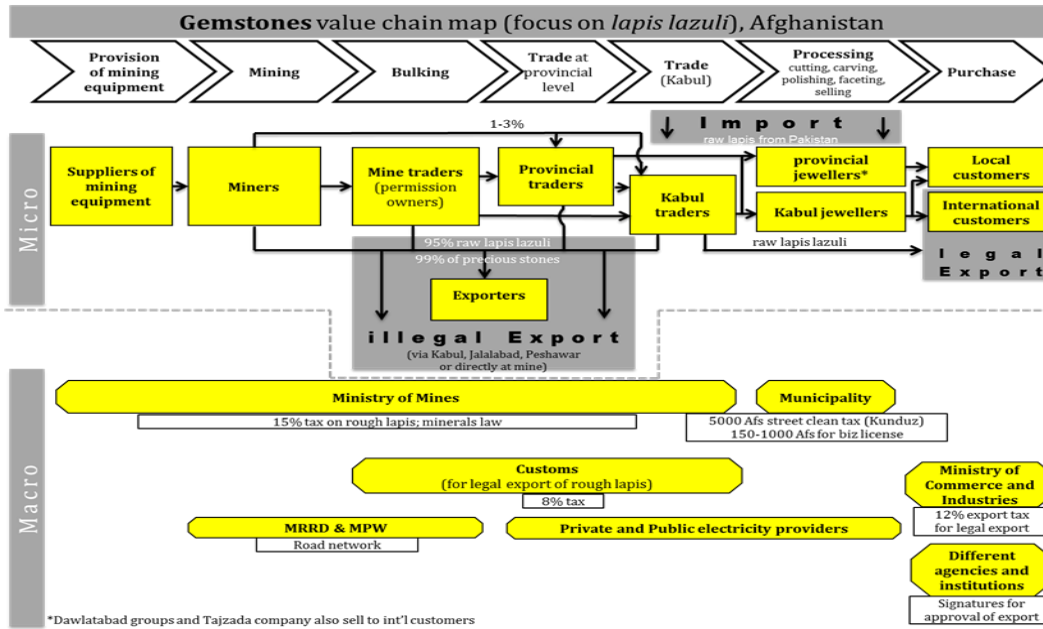 Gemstones value chain map (focus on lapis lazuli), Afghanistan
Provision
of mining
equipment
Mining
Bulking
Trade at
provincial
level
Trade
(Kabul)
Processing
cutting, carving,
polishing, faceting,
selling
Purchase
Micro
1-3%
Import
raw lapis from Pakistan
Suppliers of
mining
equipment
Miners
Mine traders
(permission
owners)
Provincial
traders
Kabul
traders
provincial
jewellers*
Kabul jewellers
Local
customers
International
customers
95% raw lapis lazuli
99% of precious stones
raw lapis lazuli
legal
Export
Exporters
illegal Export
(via Kabul, Jalalabad, Peshawar
or directly at mine)
Macro
Ministry of Mines
15% tax on rough lapis; minerals law
Municipality
5000 Afs street clean tax (Kunduz)
150-1000 Afs for biz license
Customs
(for legal export of rough lapis)
8% tax
Ministry of
Commerce and
Industries
12% export tax
for legal export
MRRD & MPW
Road network
Private and Public electricity providers
Different
agencies and
institutions
Signatures for
approval of export
*Dawlatabad groups and Tajzada company also sell to int'l customers